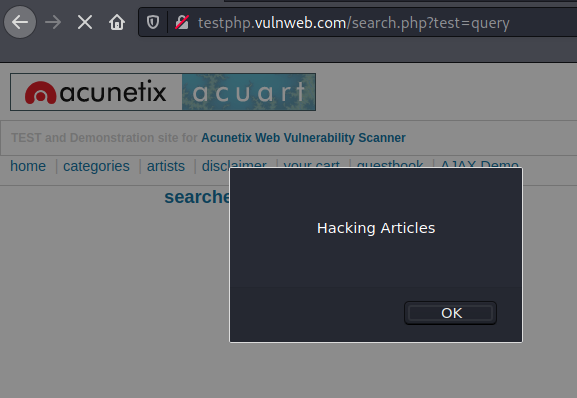 testphp.vulnweb.com/search.php?test=query
acunetix acuart
TEST and Demonstration site for Acunetix Web Vulnerability Scanner
home | categories | artists | disclaimer | your cart | guestbook | AJAX Demo
searche
Hacking Articles
OK